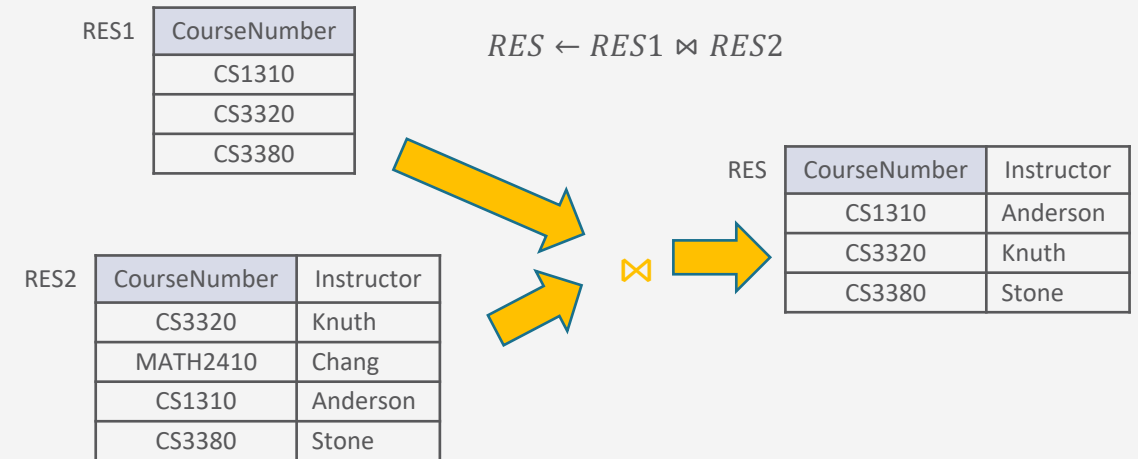 RES1 CourseNumber
CS1310
CS3320
CS3380
RES ← RES1 ⋈ RES2
RES2 CourseNumber Instructor
CS3320 Knuth
MATH2410 Chang
CS1310 Anderson
CS3380 Stone
⋈
RES CourseNumber Instructor
CS1310 Anderson
CS3320 Knuth
CS3380 Stone